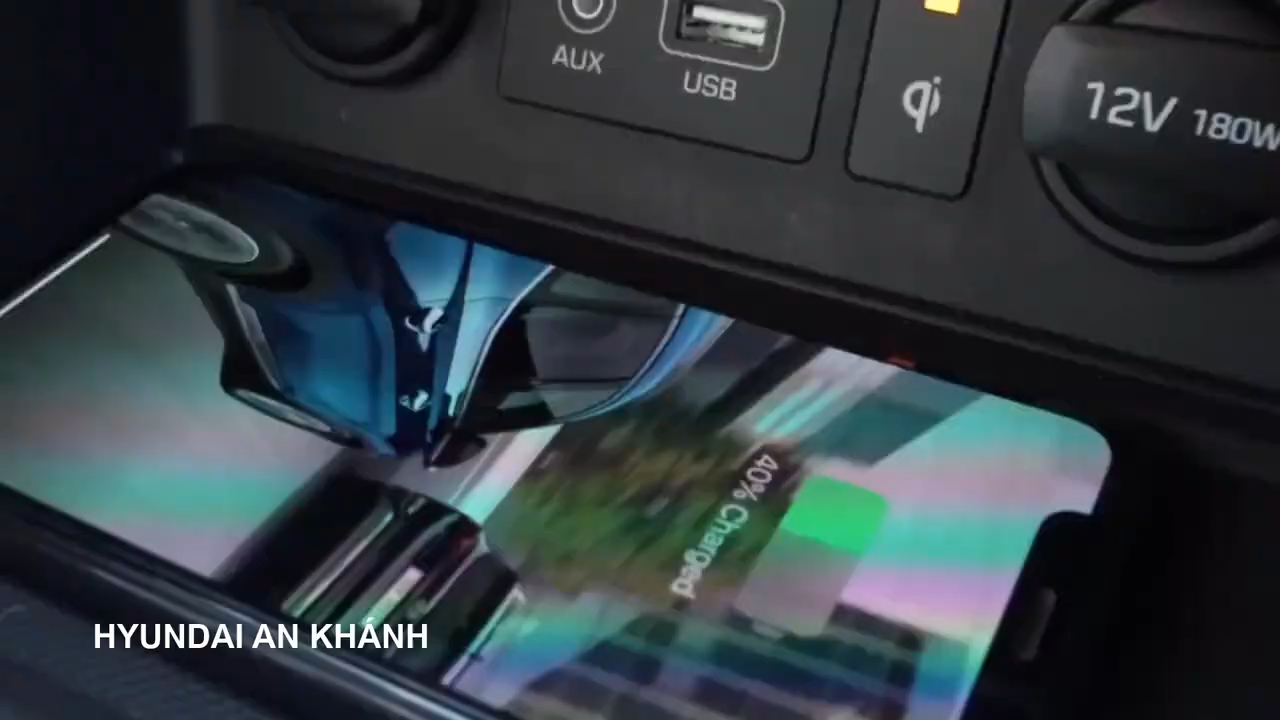 AUX
USB
qi
12V 180W
40% Charged
HYUNDAI AN KHÁNH